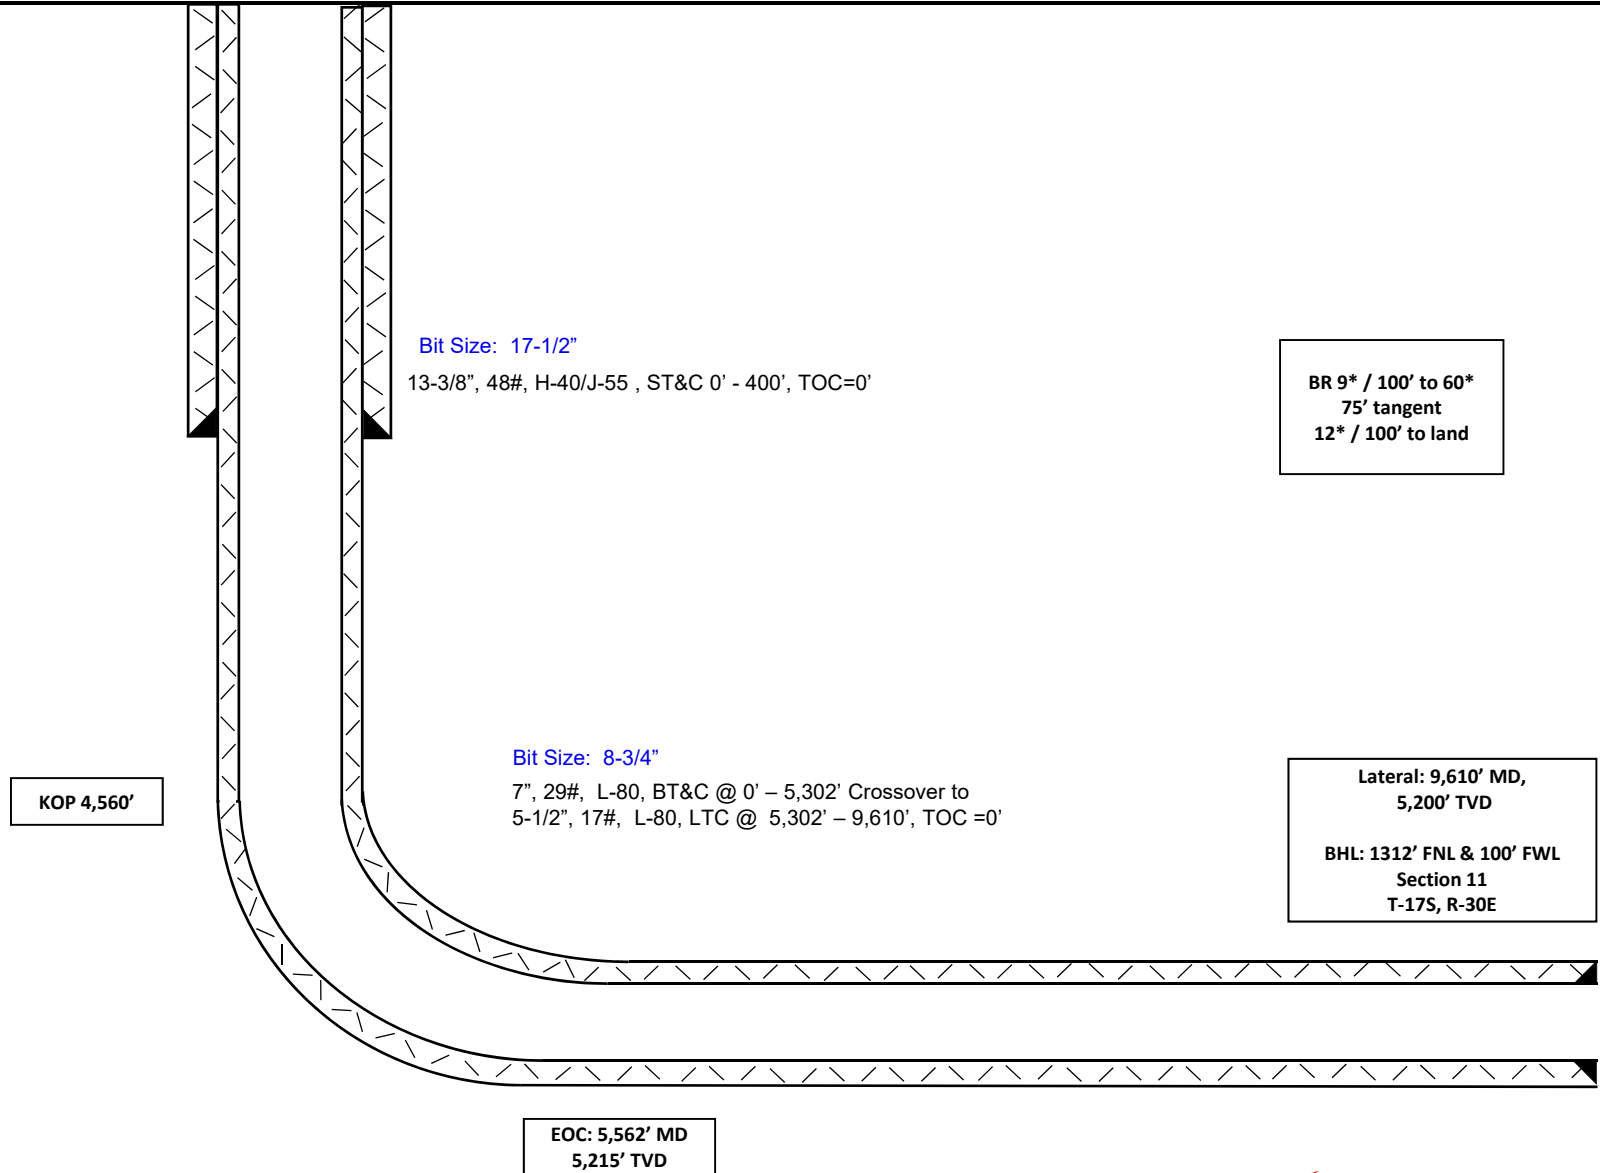 Bit Size: 17-1/2”
13-3/8”, 48#, H-40/J-55 , ST&C 0’ - 400’, TOC=0’
BR 9* / 100’ to 60*
75’ tangent
12* / 100’ to land
Bit Size: 8-3/4”
7”, 29#, L-80, BT&C @ 0’ – 5,302’ Crossover to
5-1/2”, 17#, L-80, LTC @ 5,302’ – 9,610’, TOC =0’
KOP 4,560’
Lateral: 9,610’ MD,
5,200’ TVD
BHL: 1312’ FNL & 100’ FWL
Section 11
T-17S, R-30E
EOC: 5,562’ MD
5,215’ TVD